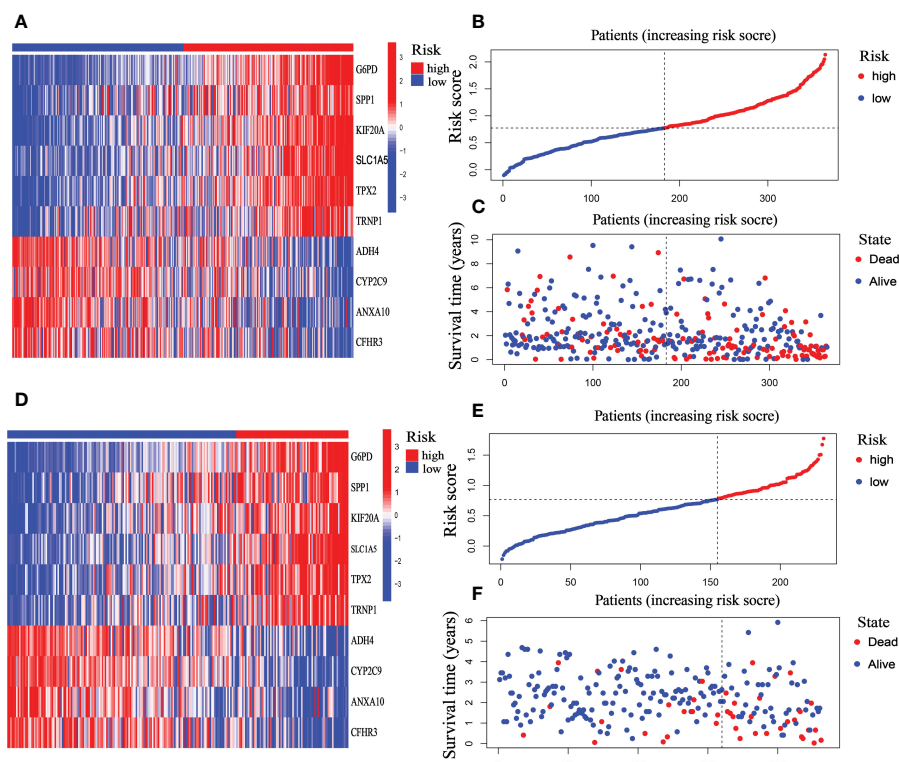 A
Risk
high
low
3
2
1
0
-1
-2
-3
G6PD
SPP1
KIF20A
SLC1A5
TPX2
TRNP1
ADH4
CYP2C9
ANXA10
CFHR3
B
Patients (increasing risk socre)
Risk score
2.0
1.5
1.0
0.5
0.0
0
100
200
300
Risk
high
low
C
Patients (increasing risk socre)
Survival time (years)
10
8
6
4
2
0
0
100
200
300
State
Dead
Alive
D
Risk
high
low
3
2
1
0
-1
-2
-3
G6PD
SPP1
KIF20A
SLC1A5
TPX2
TRNP1
ADH4
CYP2C9
ANXA10
CFHR3
E
Patients (increasing risk socre)
Risk score
1.5
1.0
0.5
0.0
0
50
100
150
200
Risk
high
low
F
Patients (increasing risk socre)
Survival time (years)
6
5
4
3
2
1
0
State
Dead
Alive